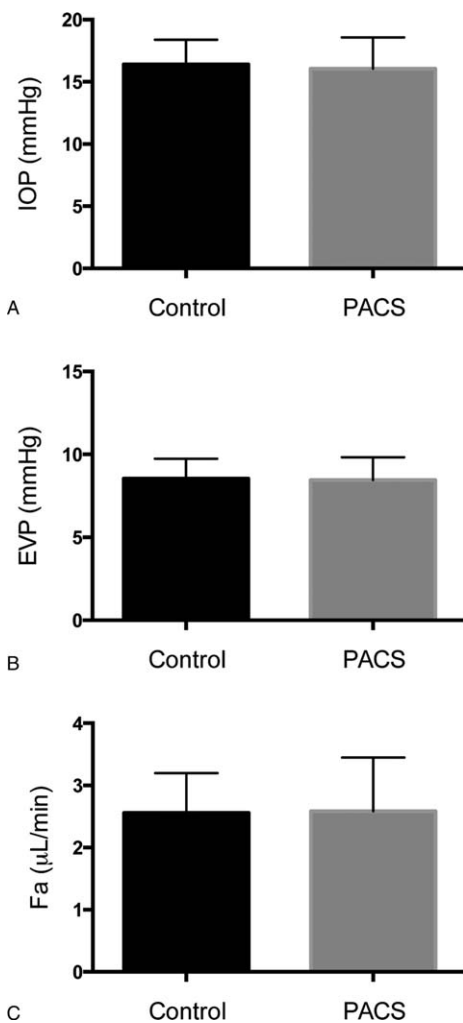 20
15
10
5
0
IOP (mmHg)
Control PACS
A
15
10
5
0
EVP (mmHg)
Control PACS
B
4
3
2
1
0
Fa (μL/min)
Control PACS
C